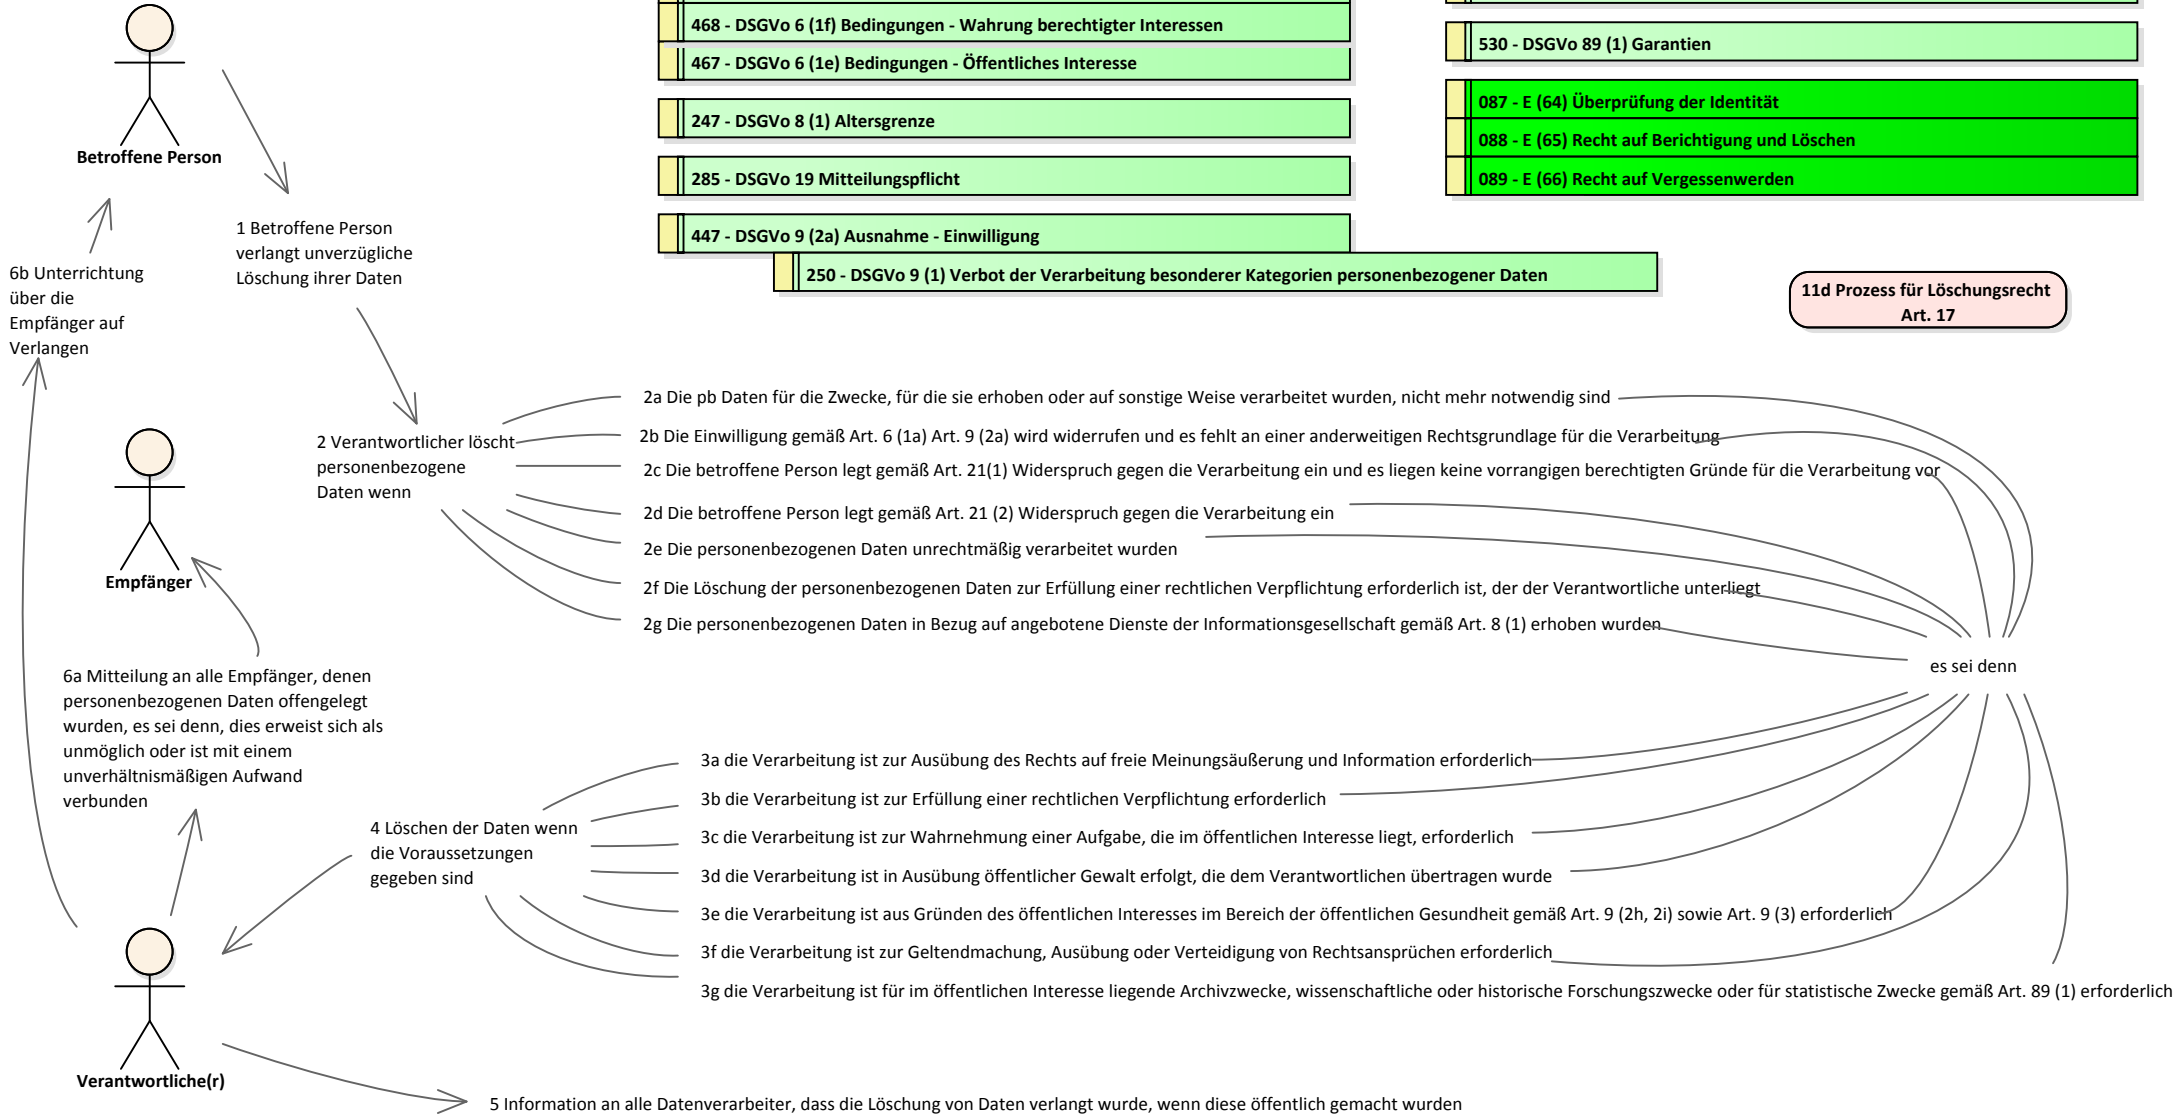 468 - DSGVo 6 (1f) Bedingungen - Wahrung berechtigter Interessen
467 - DSGVo 6 (1e) Bedingungen - Öffentliches Interesse
247 - DSGVo 8 (1) Altersgrenze
285 - DSGVo 19 Mitteilungspflicht
447 - DSGVo 9 (2a) Ausnahme - Einwilligung
250 - DSGVo 9 (1) Verbot der Verarbeitung besonderer Kategorien personenbezogener Daten
530 - DSGVo 89 (1) Garantien
087 - E (64) Überprüfung der Identität
088 - E (65) Recht auf Berichtigung und Löschen
089 - E (66) Recht auf Vergessenwerden
11d Prozess für Löschungsrecht
Art. 17
Betroffene Person
1 Betroffene Person
verlangt unverzügliche
Löschung ihrer Daten
6b Unterrichtung
über die
Empfänger auf
Verlangen
2 Verantwortlicher löscht
personenbezogene
Daten wenn
2a Die pb Daten für die Zwecke, für die sie erhoben oder auf sonstige Weise verarbeitet wurden, nicht mehr notwendig sind
2b Die Einwilligung gemäß Art. 6 (1a) Art. 9 (2a) wird widerrufen und es fehlt an einer anderweitigen Rechtsgrundlage für die Verarbeitung
2c Die betroffene Person legt gemäß Art. 21(1) Widerspruch gegen die Verarbeitung ein und es liegen keine vorrangigen berechtigten Gründe für die Verarbeitung vor
2d Die betroffene Person legt gemäß Art. 21 (2) Widerspruch gegen die Verarbeitung ein
2e Die personenbezogenen Daten unrechtmäßig verarbeitet wurden
2f Die Löschung der personenbezogenen Daten zur Erfüllung einer rechtlichen Verpflichtung erforderlich ist, der der Verantwortliche unterliegt
2g Die personenbezogenen Daten in Bezug auf angebotene Dienste der Informationsgesellschaft gemäß Art. 8 (1) erhoben wurden
es sei denn
Empfänger
6a Mitteilung an alle Empfänger, denen
personenbezogenen Daten offengelegt
wurden, es sei denn, dies erweist sich als
unmöglich oder ist mit einem
unverhältnismäßigen Aufwand
verbunden
3a die Verarbeitung ist zur Ausübung des Rechts auf freie Meinungsäußerung und Information erforderlich
3b die Verarbeitung ist zur Erfüllung einer rechtlichen Verpflichtung erforderlich
3c die Verarbeitung ist zur Wahrnehmung einer Aufgabe, die im öffentlichen Interesse liegt, erforderlich
3d die Verarbeitung ist in Ausübung öffentlicher Gewalt erfolgt, die dem Verantwortlichen übertragen wurde
3e die Verarbeitung ist aus Gründen des öffentlichen Interesses im Bereich der öffentlichen Gesundheit gemäß Art. 9 (2h, 2i) sowie Art. 9 (3) erforderlich
3f die Verarbeitung ist zur Geltendmachung, Ausübung oder Verteidigung von Rechtsansprüchen erforderlich
3g die Verarbeitung ist für im öffentlichen Interesse liegende Archivzwecke, wissenschaftliche oder historische Forschungszwecke oder für statistische Zwecke gemäß Art. 89 (1) erforderlich
4 Löschen der Daten wenn
die Voraussetzungen
gegeben sind
Verantwortliche(r)
5 Information an alle Datenverarbeiter, dass die Löschung von Daten verlangt wurde, wenn diese öffentlich gemacht wurden